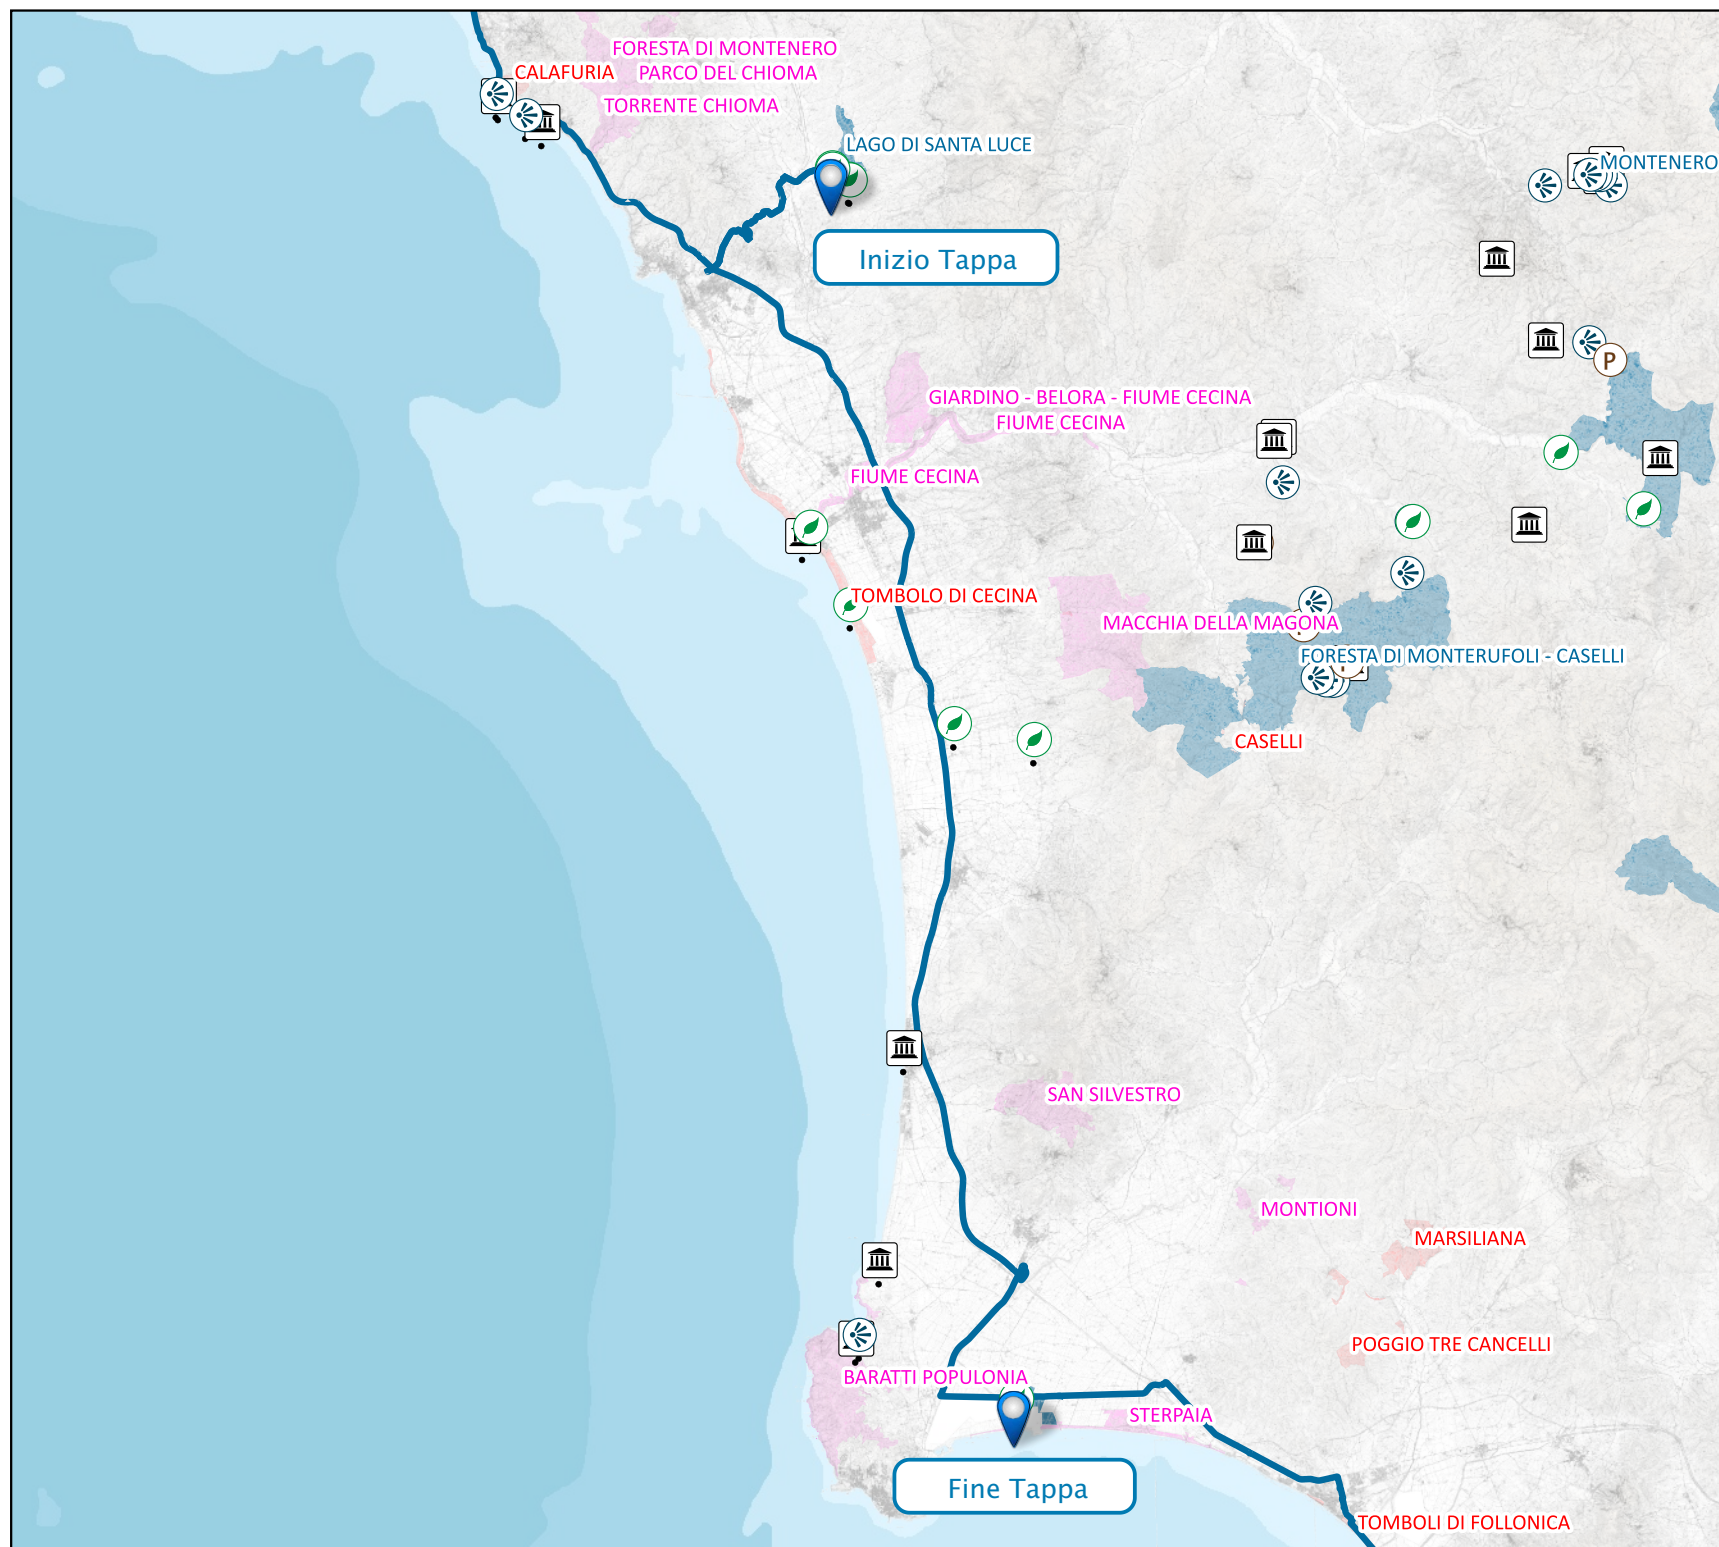 FORESTA DI MONTENERO
CALAFURIA
PARCO DEL CHIOMA
TORRENTE CHIOMA
LAGO DI SANTA LUCE
MONTENERO
Inizio Tappa
P
GIARDINO - BELORA - FIUME CECINA
FIUME CECINA
FIUME CECINA
TOMBOLO DI CECINA
MACCHIA DELLA MAGONA
FORESTA DI MONTERUFOLI - CASELLI
CASELLI
SAN SILVESTRO
MONTIONI
MARSILIANA
POGGIO TRE CANCELLI
BARATTI POPULONIA
STERPAIA
Fine Tappa
TOMBOLI DI FOLLONICA